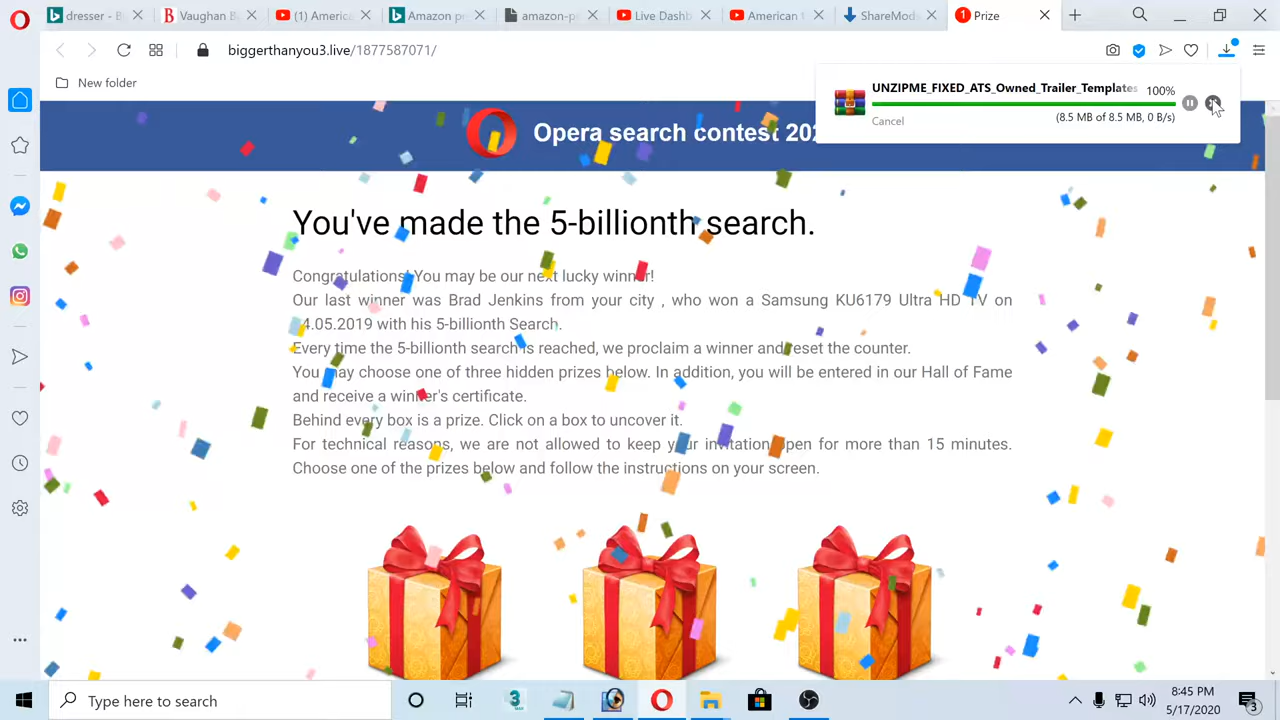 dresser - B
Vaughan B
(1) Americ
Amazon p
amazon-p
Live Dashb
American t
ShareMod
1 Prize
biggerthanyou3.live/1877587071/
New folder
UNZIPME_FIXED_ATS_Owned_Trailer_Templates
100%
Cancel
(8.5 MB of 8.5 MB, 0 B/s)
Opera search contest 202
You've made the 5-billionth search.
Congratulations! You may be our next lucky winner!
Our last winner was Brad Jenkins from your city , who won a Samsung KU6179 Ultra HD TV on
4.05.2019 with his 5-billionth Search.
Every time the 5-billionth search is reached, we proclaim a winner and reset the counter.
You may choose one of three hidden prizes below. In addition, you will be entered in our Hall of Fame
and receive a winner's certificate.
Behind every box is a prize. Click on a box to uncover it.
For technical reasons, we are not allowed to keep your invitation open for more than 15 minutes.
Choose one of the prizes below and follow the instructions on your screen.
Type here to search
3
8:45 PM
5/17/2020
3